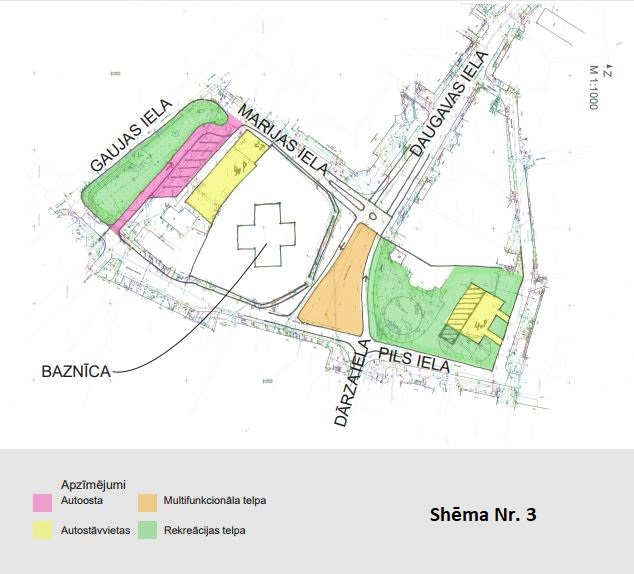 GAUJAS IELA
MARIJAS IELA
DAUGAVAS IELA
Z
M 1:1000
BAZNĪCA
DĀRZA IELA
PILS IELA
Apzīmējumi
Autoosta
Multifunkcionāla telpa
Autostāvvietas
Rekreācijas telpa
Shēma Nr. 3